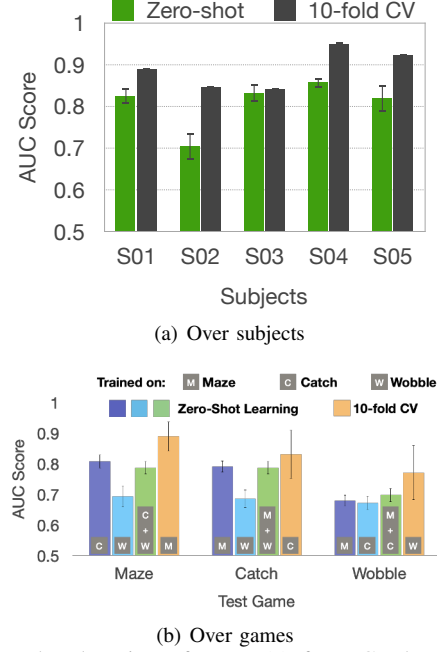 Zero-shot 10-fold CV
1
0.9
0.8
0.7
0.6
0.5
AUC Score
S01 S02 S03 S04 S05
Subjects
(a) Over subjects
Trained on: M Maze C Catch W Wobble
Zero-Shot Learning 10-fold CV
1
0.9
0.8
0.7
0.6
0.5
AUC Score
C W C + W M C W M + W C C W M + C W
Maze Catch Wobble
Test Game
(b) Over games